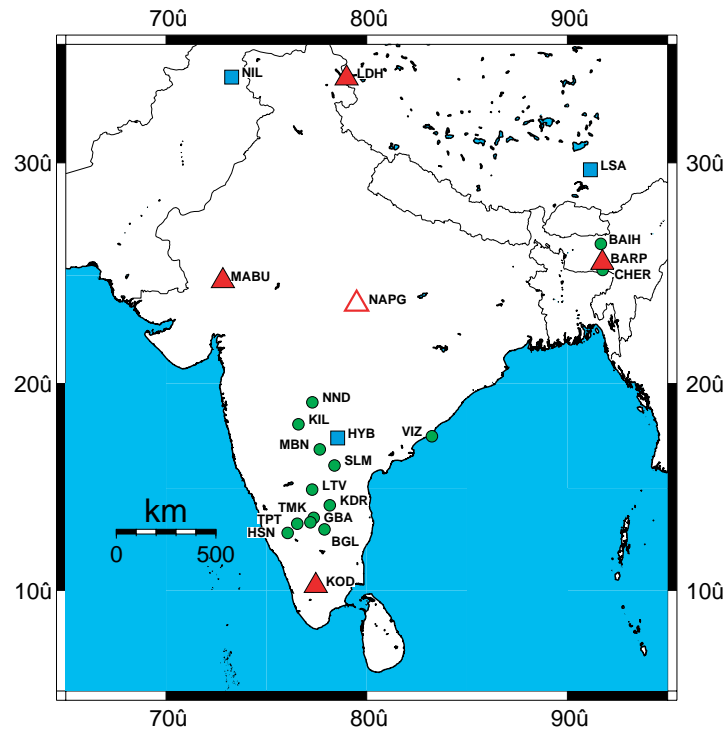 70û 80û 90û
NIL
LDH
30û 30û
LSA
BAIH
BARP
CHER
MABU
NAPG
20û 20û
NND
KIL
HYB
VIZ
MBN
SLM
LTV
KDR
TMK
GBA
TPT
HSN
BGL
km
0 500
KOD
10û 10û
70û 80û 90û